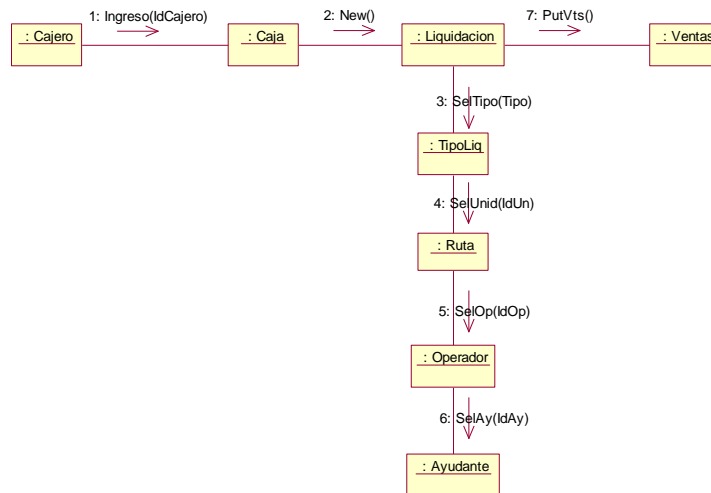 1: Ingreso(IdCajero)
2: New()
7: PutVts()
: Cajero
: Caja
: Liquidacion
: Ventas
3: SelTipo(Tipo)
: TipoLiq
4: SelUnid(IdUn)
: Ruta
5: SelOp(IdOp)
: Operador
6: SelAy(IdAy)
: Ayudante